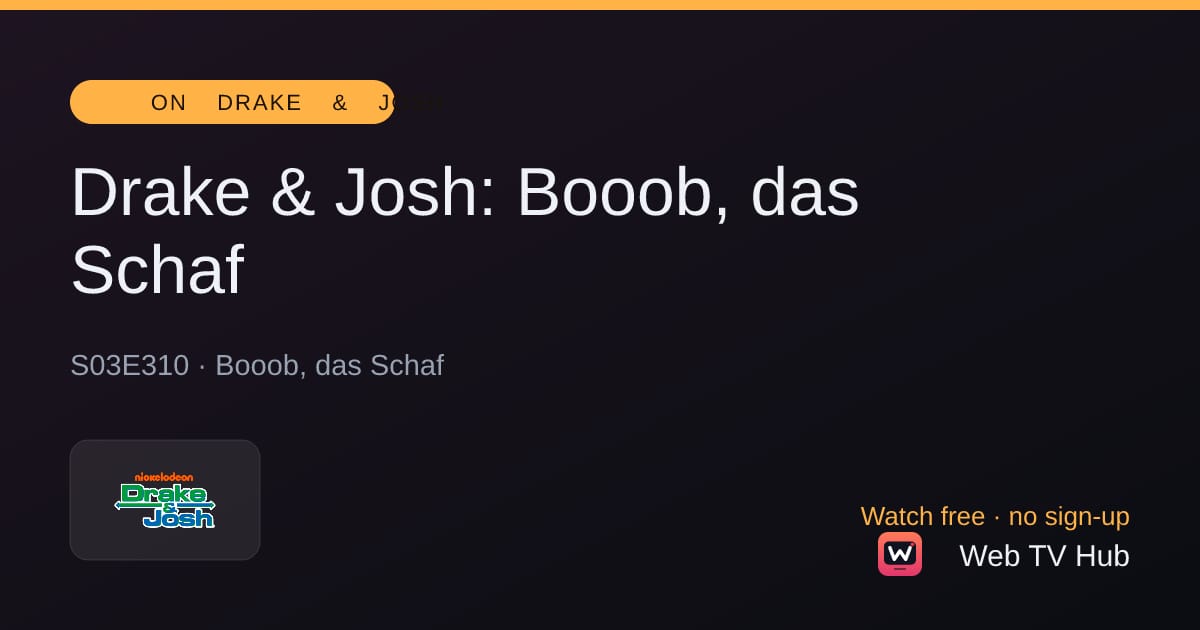 ON DRAKE & JOSH
Drake & Josh: Booob, das
Schaf
S03E310 · Booob, das Schaf
nickelodeon
Drake
&
Josh
Watch free · no sign-up
W
Web TV Hub